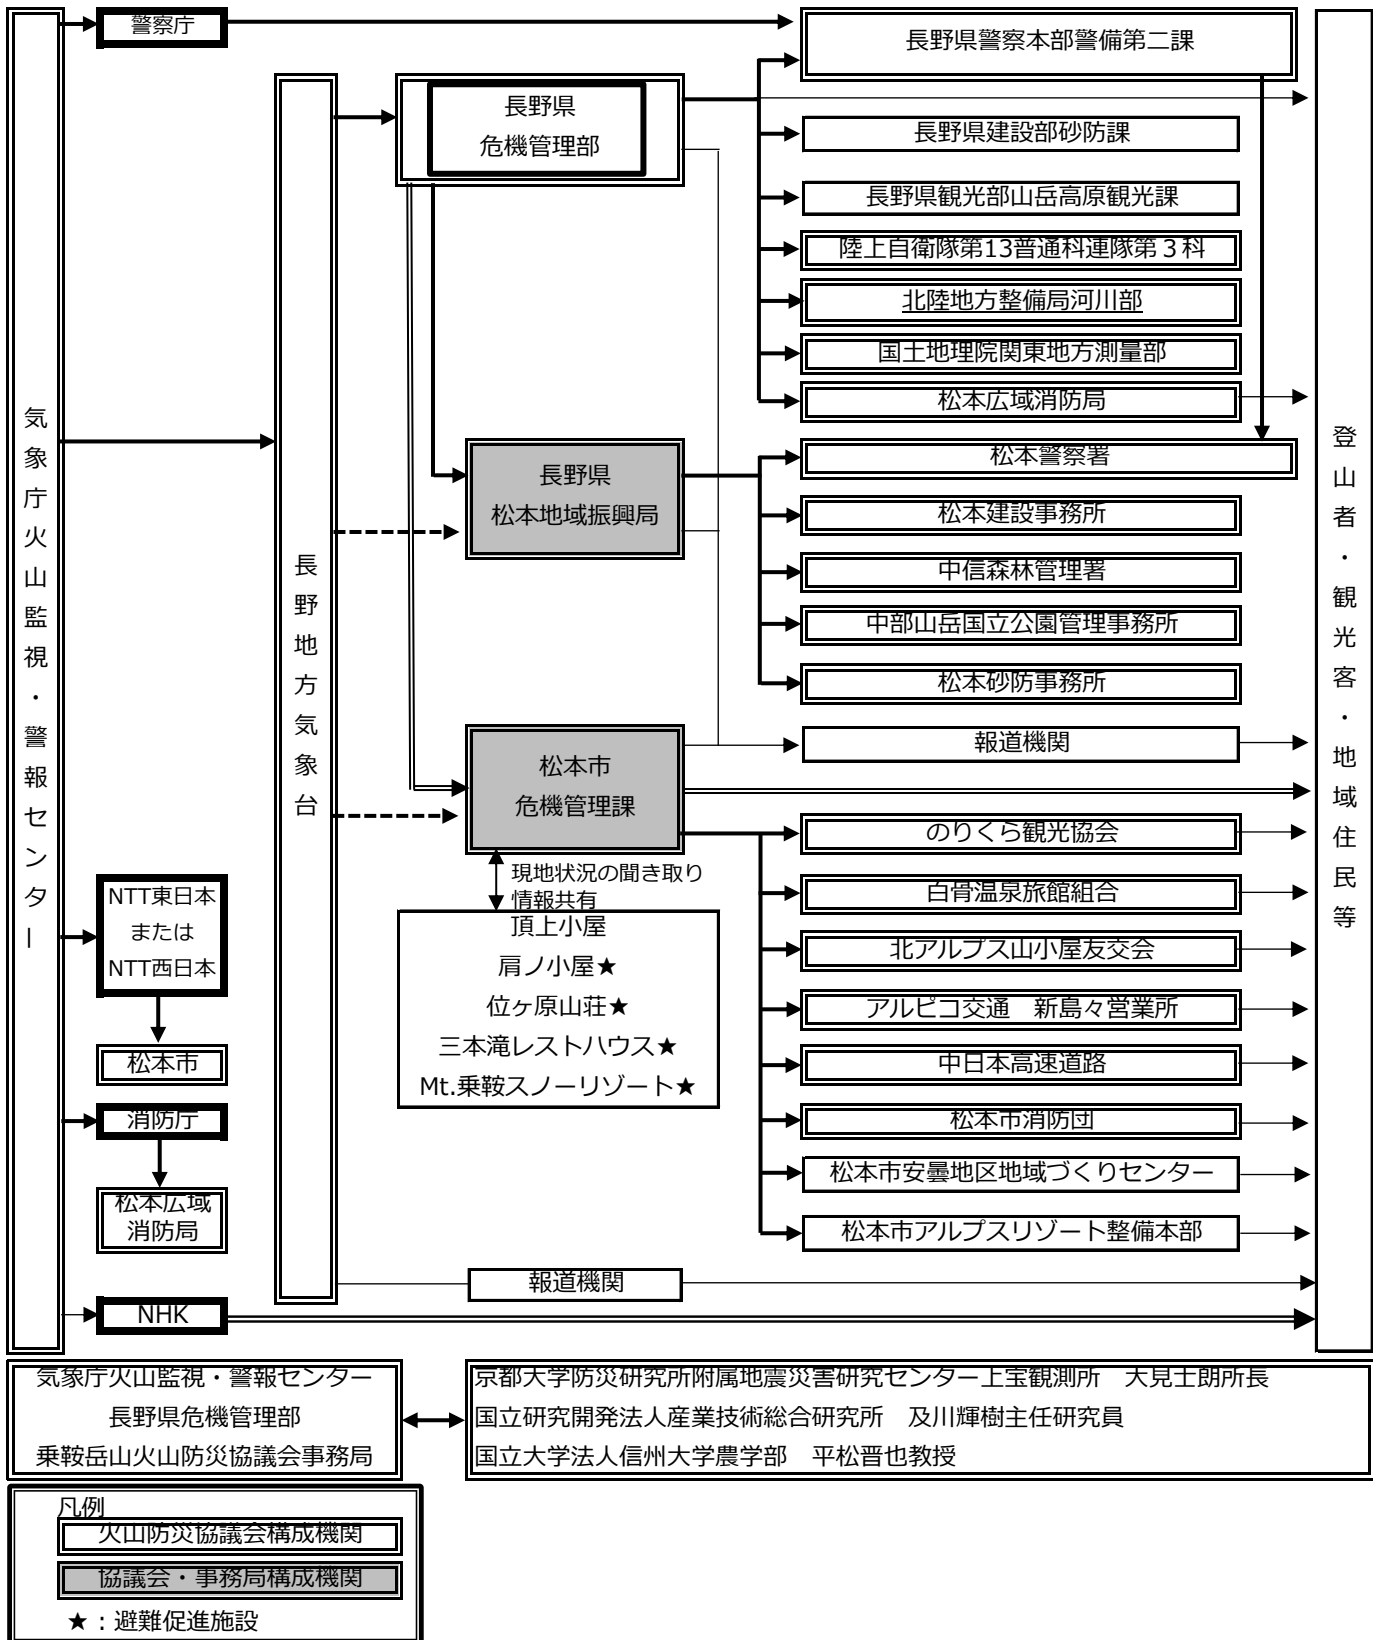 気象庁火山監視・警報センター
警察庁
NTT東日本
または
NTT西日本
松本市
消防庁
松本広域
消防局
NHK
長野地方気象台
長野県
危機管理部
長野県
松本地域振興局
松本市
危機管理課
現地状況の聞き取り
情報共有
頂上小屋
肩ノ小屋★
位ヶ原山荘★
三本滝レストハウス★
Mt.乗鞍スノーリゾート★
報道機関
長野県警察本部警備第二課
長野県建設部砂防課
長野県観光部山岳高原観光課
陸上自衛隊第13普通科連隊第３科
北陸地方整備局河川部
国土地理院関東地方測量部
松本広域消防局
松本警察署
松本建設事務所
中信森林管理署
中部山岳国立公園管理事務所
松本砂防事務所
報道機関
のりくら観光協会
白骨温泉旅館組合
北アルプス山小屋友交会
アルピコ交通　新島々営業所
中日本高速道路
松本市消防団
松本市安曇地区地域づくりセンター
松本市アルプスリゾート整備本部
登山者・観光客・地域住民等
気象庁火山監視・警報センター
長野県危機管理部
乗鞍岳山火山防災協議会事務局
京都大学防災研究所附属地震災害研究センター上宝観測所　大見士朗所長
国立研究開発法人産業技術総合研究所　及川輝樹主任研究員
国立大学法人信州大学農学部　平松晋也教授
凡例
火山防災協議会構成機関
協議会・事務局構成機関
★：避難促進施設